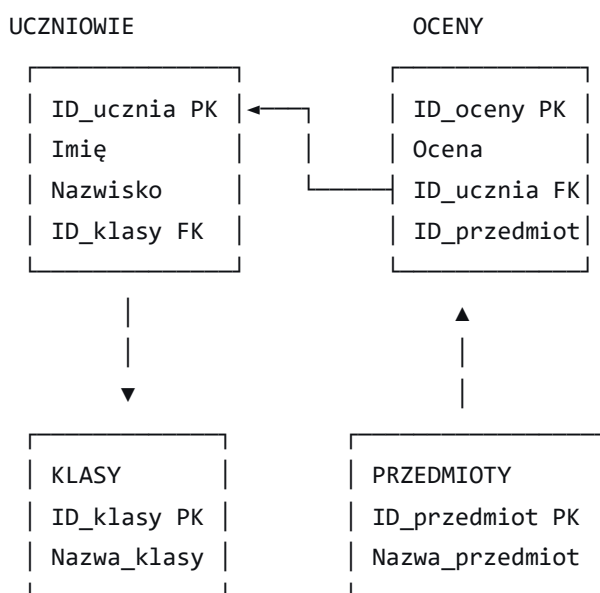 UCZNIOWIE
OCENY
ID_ucznia PK
Imię
Nazwisko
ID_klasy FK
ID_oceny PK
Ocena
ID_ucznia FK
ID_przedmiot
KLASY
ID_klasy PK
Nazwa_klasy
PRZEDMIOTY
ID_przedmiot PK
Nazwa_przedmiot